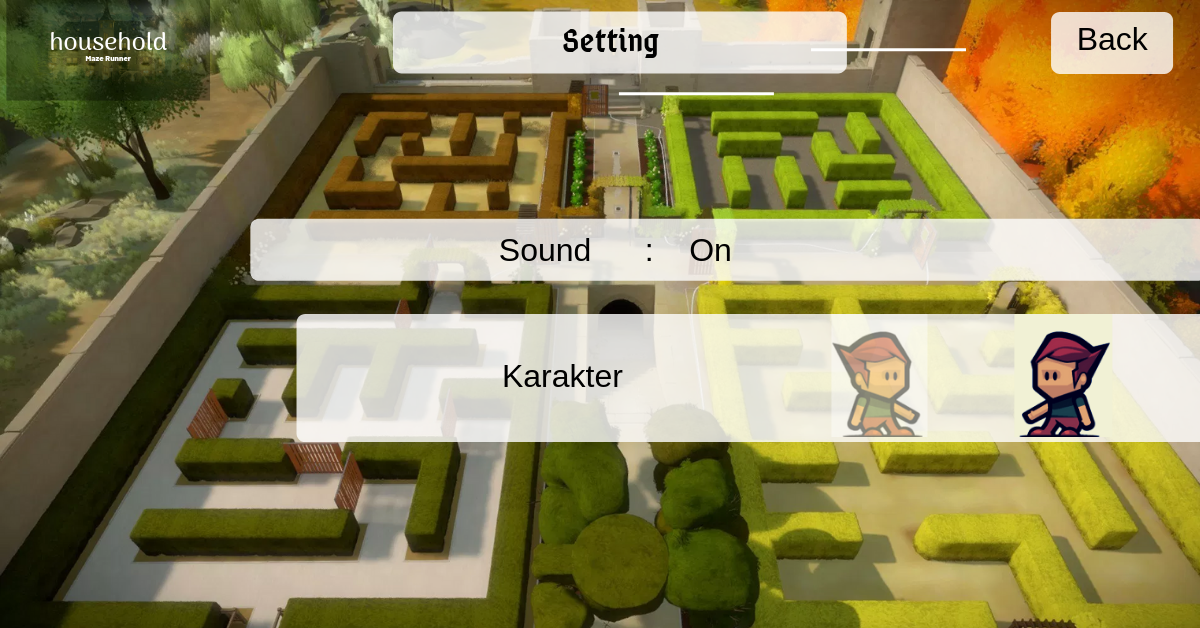 household
Maze Runner
Setting
Back
Sound : On
Karakter